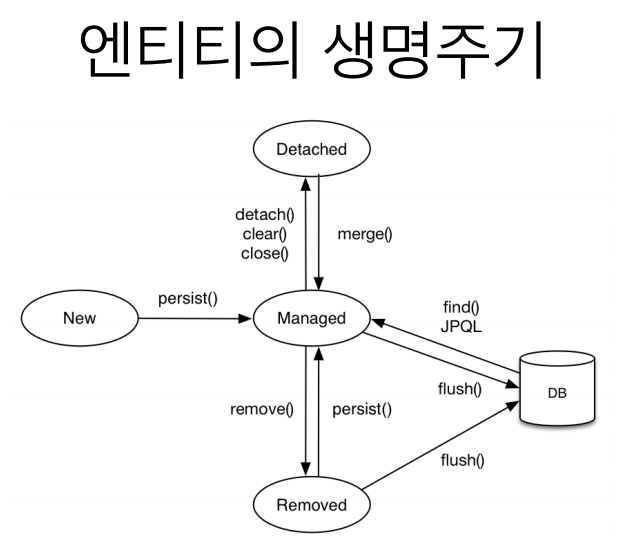 엔티티의 생명주기
Detached
detach()
clear()
close()
merge()
New
persist()
Managed
find()
JPQL
flush()
DB
remove()
persist()
flush()
Removed